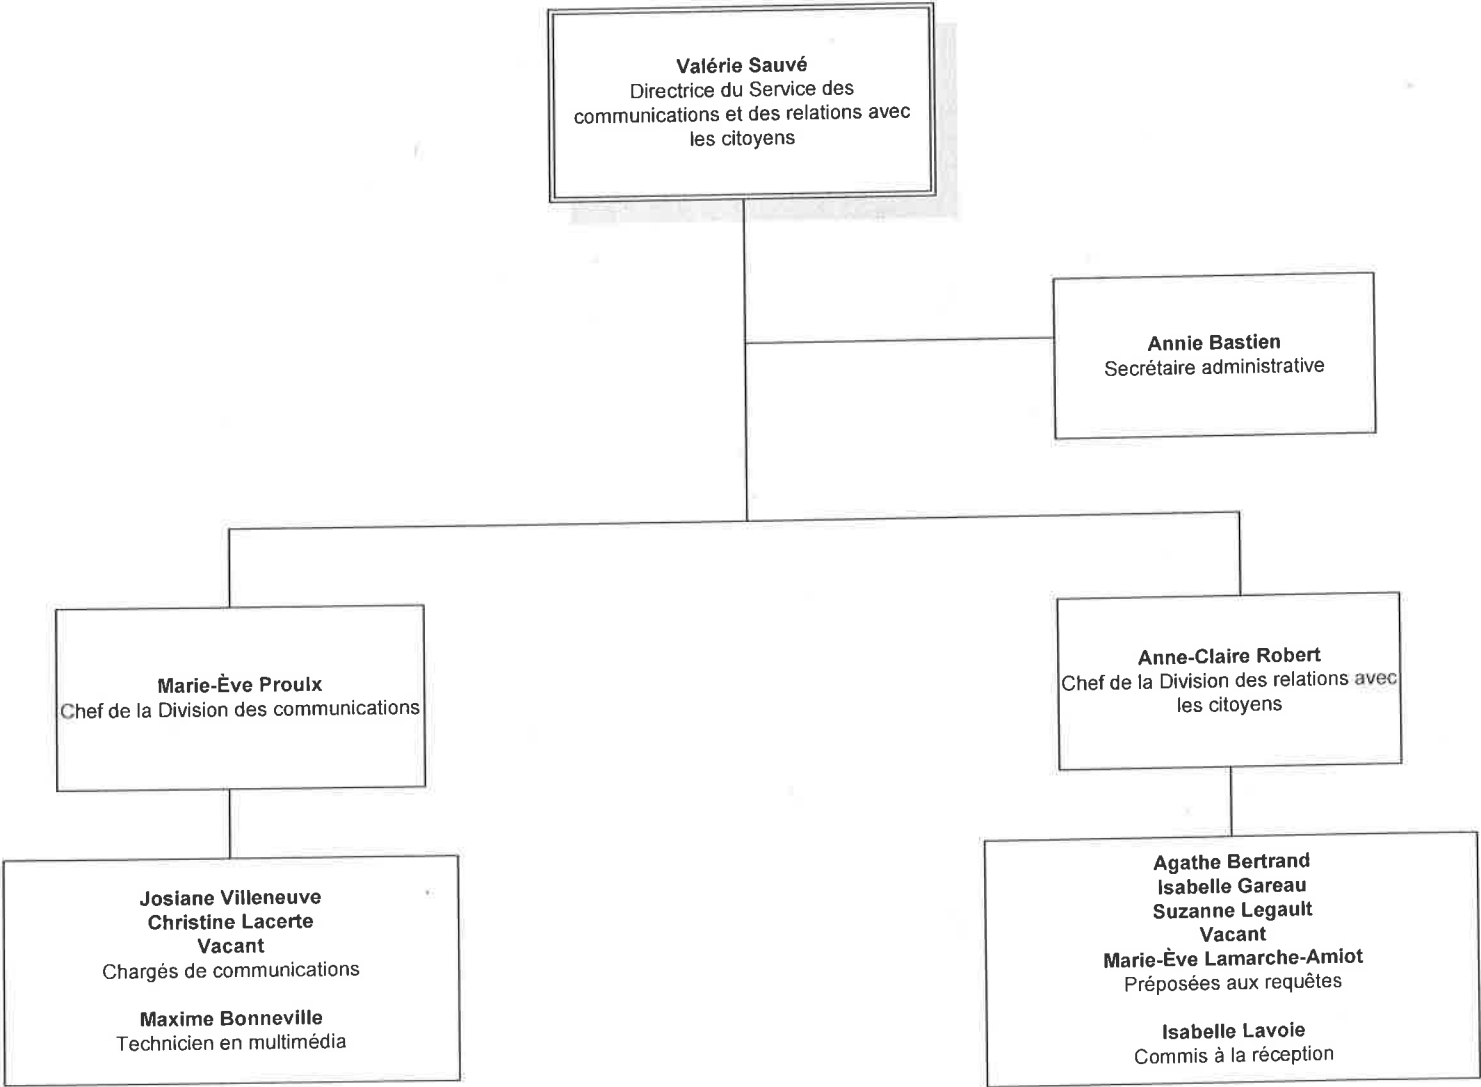 Valérie Sauvé
Directrice du Service des
communications et des relations avec
les citoyens
Annie Bastien
Secrétaire administrative
Marie-Ève Proulx
Chef de la Division des communications
Anne-Claire Robert
Chef de la Division des relations avec
les citoyens
Josiane Villeneuve
Christine Lacerte
Vacant
Chargés de communications
Maxime Bonneville
Technicien en multimédia
Agathe Bertrand
Isabelle Gareau
Suzanne Legault
Vacant
Marie-Ève Lamarche-Amiot
Préposées aux requêtes
Isabelle Lavoie
Commis à la réception